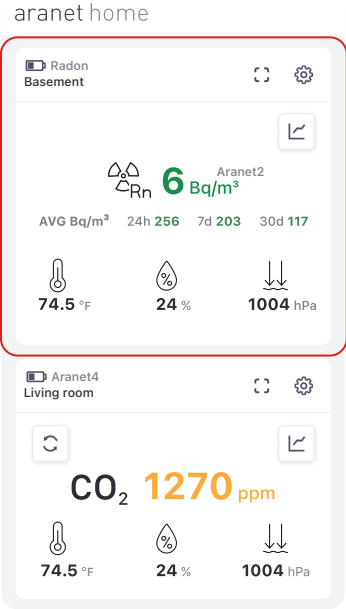 aranet home
Radon
Basement
Rn 6 Bq/m³ Aranet2
AVG Bq/m³ 24h 256 7d 203 30d 117
%
74.5 °F 24 % 1004 hPa
Aranet4
Living room
CO₂ 1270 ppm
%
74.5 °F 24 % 1004 hPa